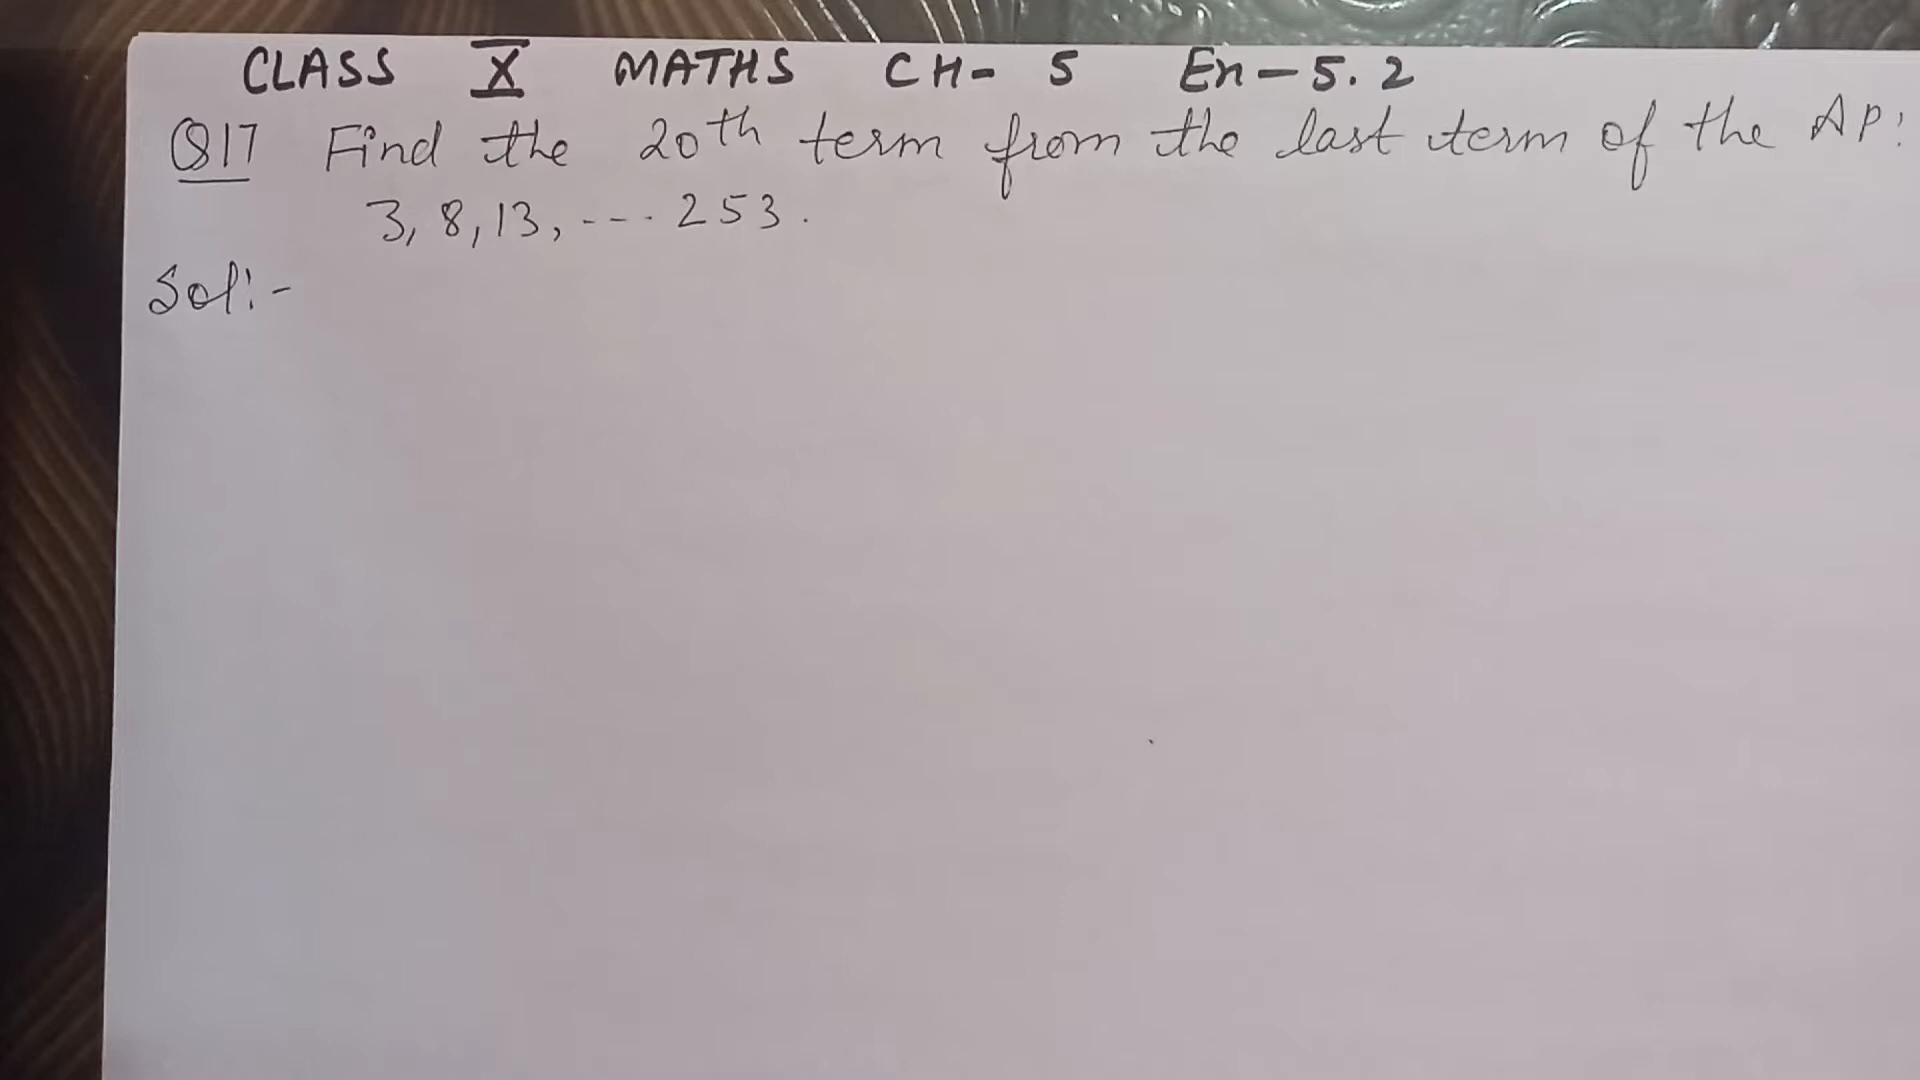 CLASS X MATHS CH- 5 Ex-5.2
Q17 Find the 20th term from the last term of the AP:
3, 8, 13, ---- 253.
Sol:-